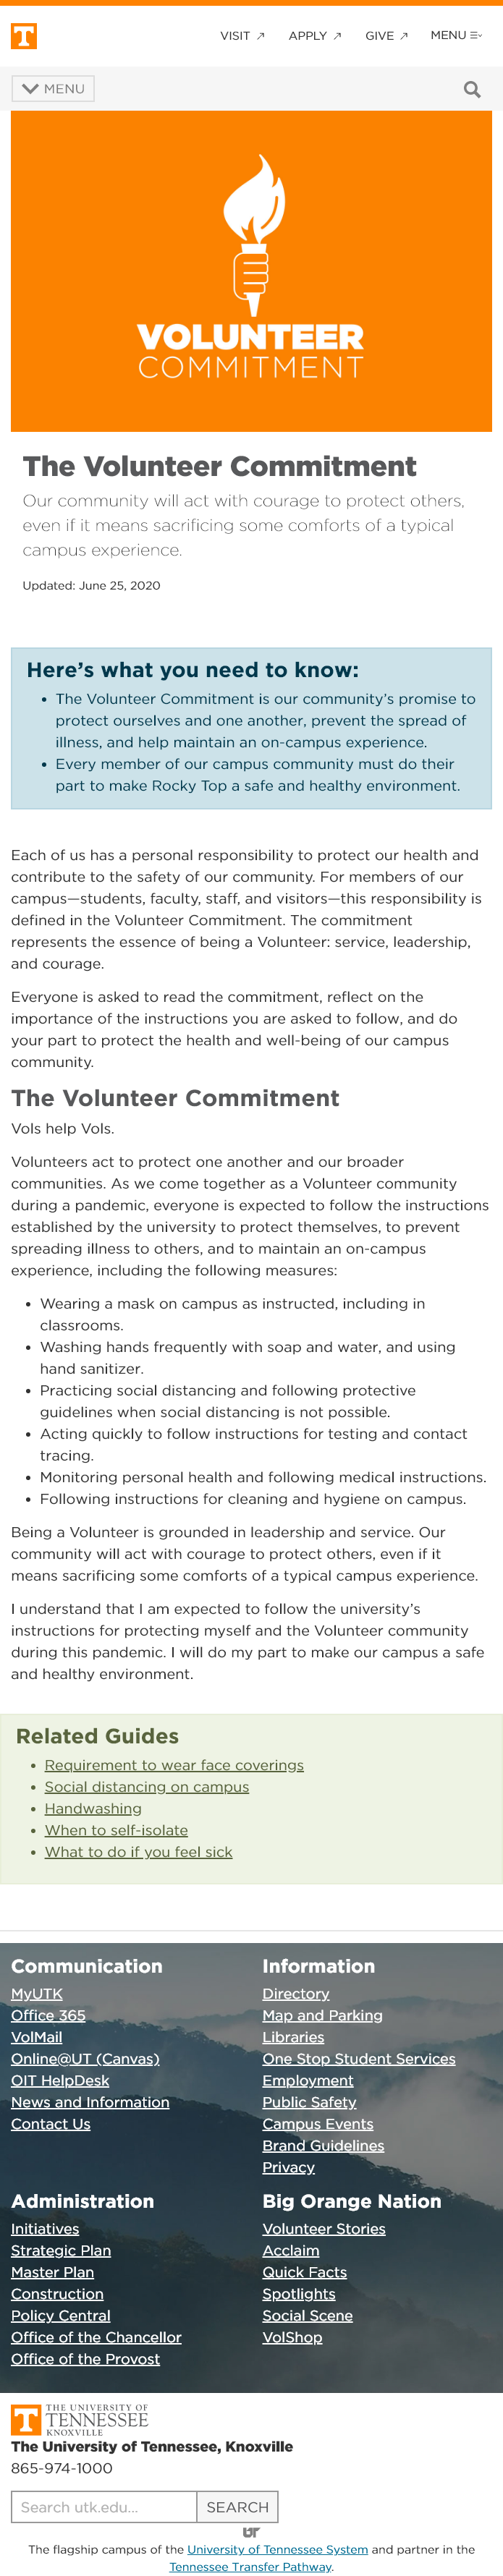 T
VISIT ↗ APPLY ↗ GIVE ↗ MENU
MENU
VOLUNTEER
COMMITMENT
The Volunteer Commitment
Our community will act with courage to protect others,
even if it means sacrificing some comforts of a typical
campus experience.
Updated: June 25, 2020
Here’s what you need to know:
• The Volunteer Commitment is our community’s promise to
protect ourselves and one another, prevent the spread of
illness, and help maintain an on-campus experience.
• Every member of our campus community must do their
part to make Rocky Top a safe and healthy environment.
Each of us has a personal responsibility to protect our health and
contribute to the safety of our community. For members of our
campus—students, faculty, staff, and visitors—this responsibility is
defined in the Volunteer Commitment. The commitment
represents the essence of being a Volunteer: service, leadership,
and courage.
Everyone is asked to read the commitment, reflect on the
importance of the instructions you are asked to follow, and do
your part to protect the health and well-being of our campus
community.
The Volunteer Commitment
Vols help Vols.
Volunteers act to protect one another and our broader
communities. As we come together as a Volunteer community
during a pandemic, everyone is expected to follow the instructions
established by the university to protect themselves, to prevent
spreading illness to others, and to maintain an on-campus
experience, including the following measures:
• Wearing a mask on campus as instructed, including in
classrooms.
• Washing hands frequently with soap and water, and using
hand sanitizer.
• Practicing social distancing and following protective
guidelines when social distancing is not possible.
• Acting quickly to follow instructions for testing and contact
tracing.
• Monitoring personal health and following medical instructions.
• Following instructions for cleaning and hygiene on campus.
Being a Volunteer is grounded in leadership and service. Our
community will act with courage to protect others, even if it
means sacrificing some comforts of a typical campus experience.
I understand that I am expected to follow the university’s
instructions for protecting myself and the Volunteer community
during this pandemic. I will do my part to make our campus a safe
and healthy environment.
Related Guides
• Requirement to wear face coverings
• Social distancing on campus
• Handwashing
• When to self-isolate
• What to do if you feel sick
Communication
MyUTK
Office 365
VolMail
Online@UT (Canvas)
OIT HelpDesk
News and Information
Contact Us
Information
Directory
Map and Parking
Libraries
One Stop Student Services
Employment
Public Safety
Campus Events
Brand Guidelines
Privacy
Administration
Initiatives
Strategic Plan
Master Plan
Construction
Policy Central
Office of the Chancellor
Office of the Provost
Big Orange Nation
Volunteer Stories
Acclaim
Quick Facts
Spotlights
Social Scene
VolShop
T
THE UNIVERSITY OF
TENNESSEE
KNOXVILLE
The University of Tennessee, Knoxville
865-974-1000
Search utk.edu... SEARCH
UT
The flagship campus of the University of Tennessee System and partner in the
Tennessee Transfer Pathway.